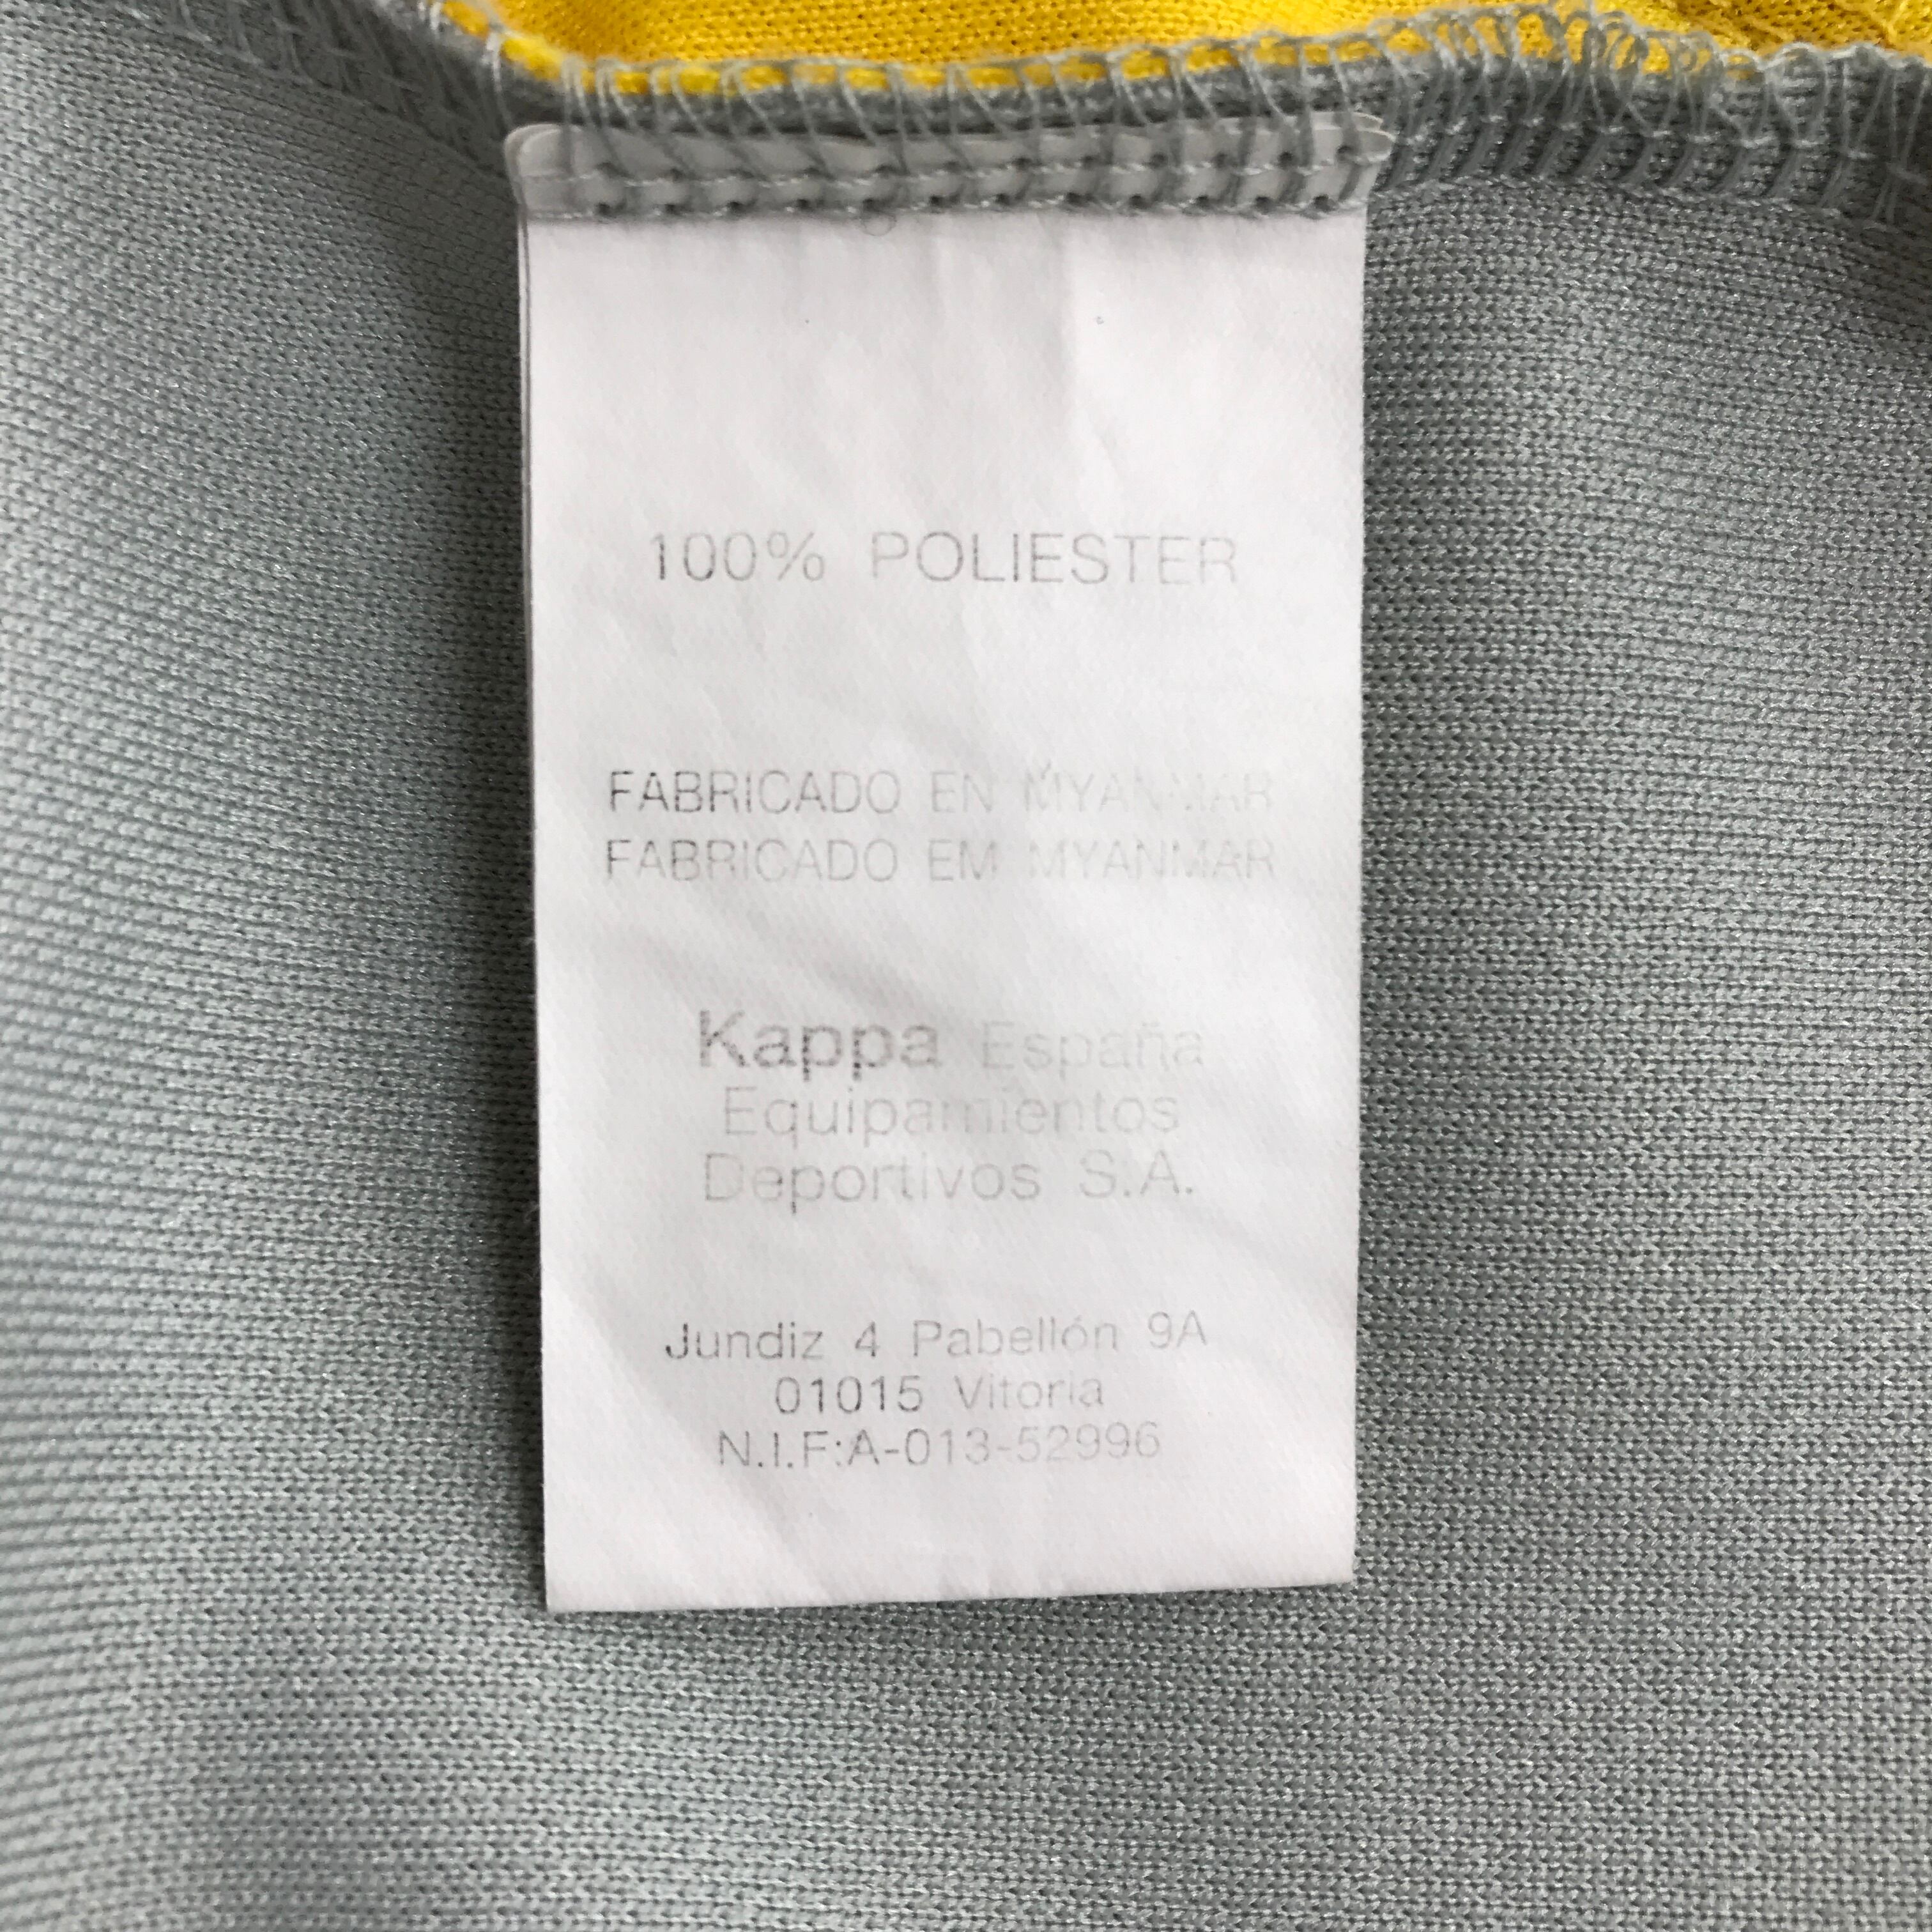 100% POLIESTER
FABRICADO EN MYANMAR
FABRICADO EM MYANMAR
Kappa España
Equipamientos
Deportivos S.A.
Jundiz 4 Pabellón 9A
01015 Vitoria
N.I.F:A-013-52996